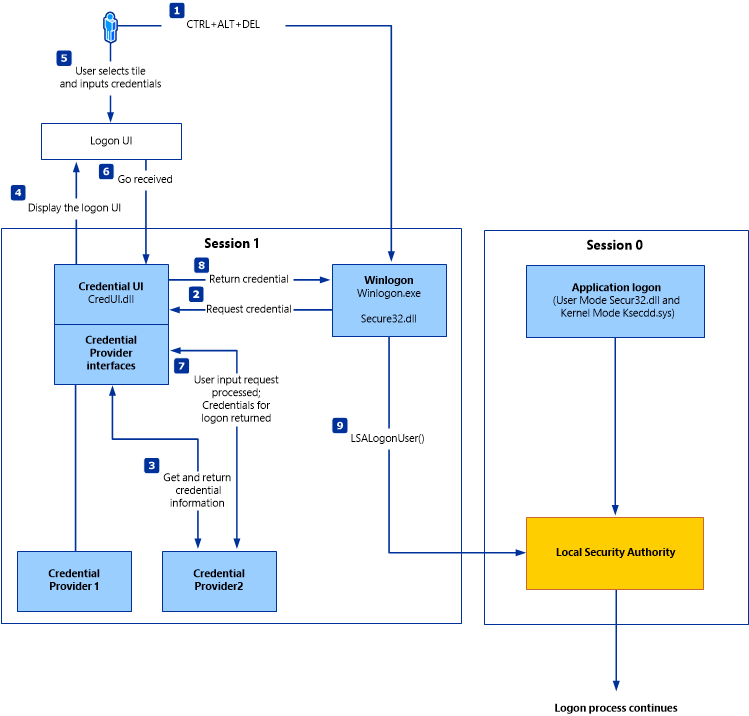 1
CTRL+ALT+DEL
5
User selects tile
and inputs credentials
Logon UI
6
Go received
4
Display the logon UI
Session 1
Session 0
8
Return credential
2
Request credential
Credential UI
CredUI.dll
Credential
Provider
interfaces
Winlogon
Winlogon.exe
Secure32.dll
Application logon
(User Mode Secur32.dll and
Kernel Mode Ksecdd.sys)
7
User input request
processed;
Credentials for
logon returned
9
LSALogonUser()
3
Get and return
credential
information
Credential
Provider 1
Credential
Provider2
Local Security Authority
Logon process continues